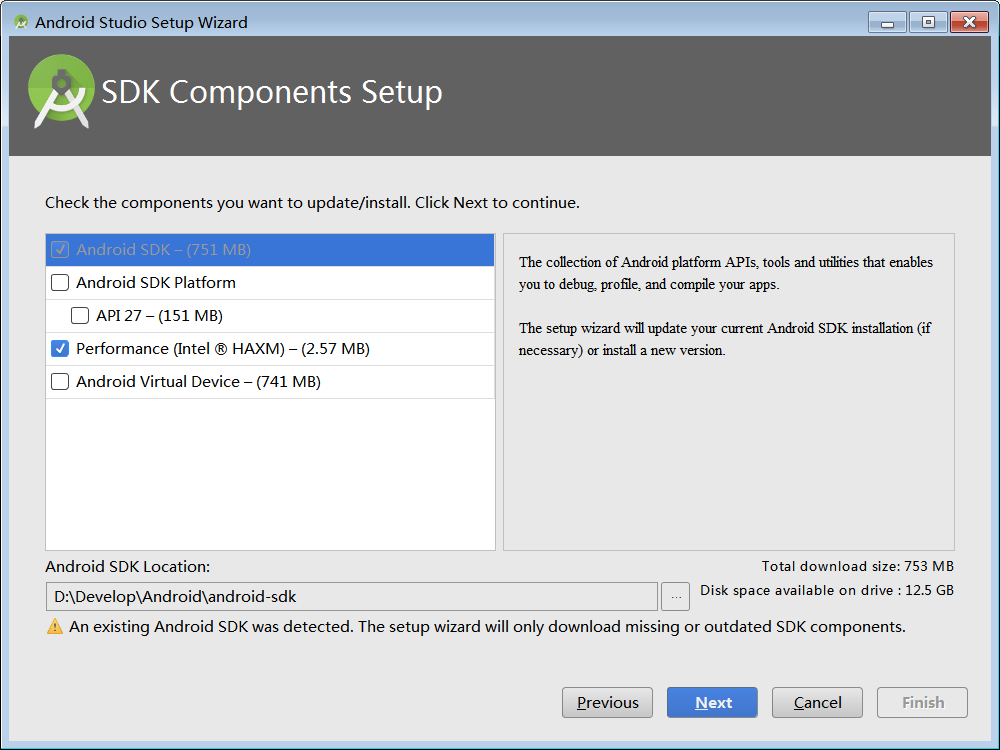 Android Studio Setup Wizard
SDK Components Setup
Check the components you want to update/install. Click Next to continue.
Android SDK – (751 MB)
Android SDK Platform
API 27 – (151 MB)
Performance (Intel ® HAXM) – (2.57 MB)
Android Virtual Device – (741 MB)
The collection of Android platform APIs, tools and utilities that enables
you to debug, profile, and compile your apps.
The setup wizard will update your current Android SDK installation (if
necessary) or install a new version.
Android SDK Location:
Total download size: 753 MB
D:\Develop\Android\android-sdk
...
Disk space available on drive : 12.5 GB
An existing Android SDK was detected. The setup wizard will only download missing or outdated SDK components.
Previous
Next
Cancel
Finish